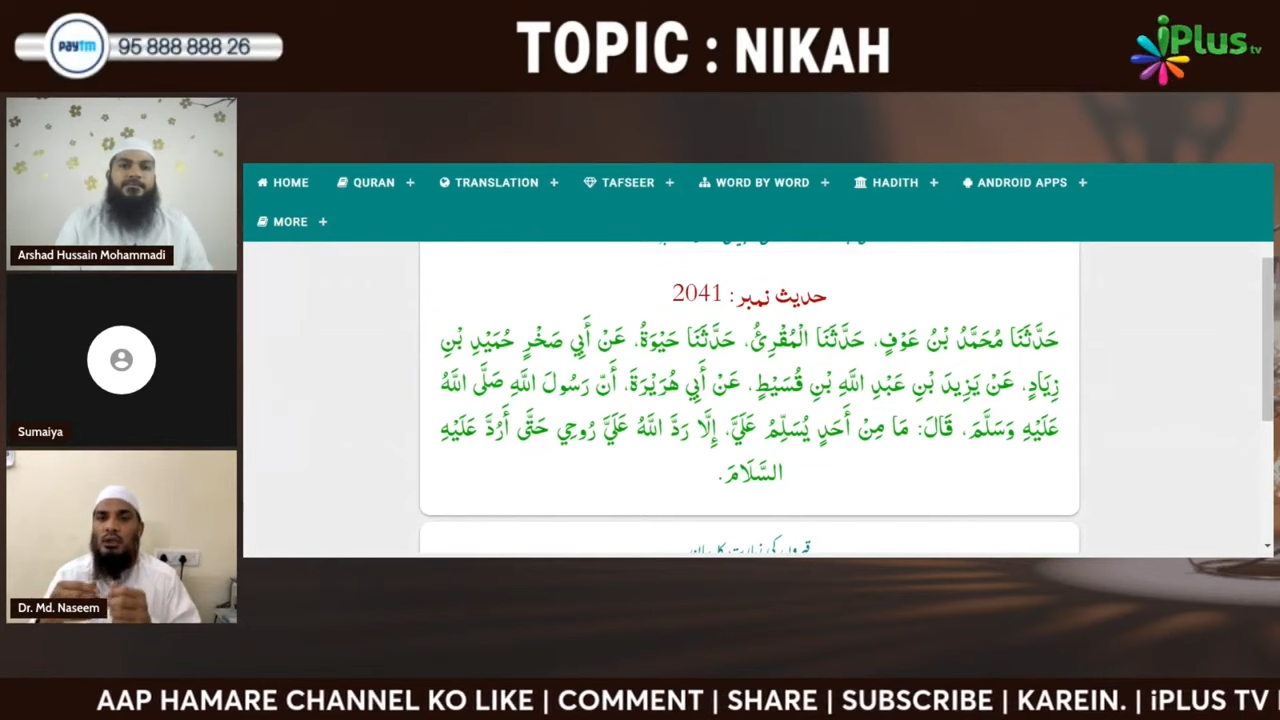 paytm 95 888 888 26
TOPIC : NIKAH
iPlus tv
HOME QURAN + TRANSLATION + TAFSEER + WORD BY WORD + HADITH + ANDROID APPS +
MORE +
حدیث نمبر: 2041
حَدَّثَنَا مُحَمَّدُ بْنُ عَوْفٍ، حَدَّثَنَا الْمُقْرِئُ، حَدَّثَنَا حَيْوَةُ، عَنْ أَبِي صَخْرٍ حُمَيْدِ بْنِ
زِيَادٍ، عَنْ يَزِيدَ بْنِ عَبْدِ اللَّهِ بْنِ قُسَيْطٍ، عَنْ أَبِي هُرَيْرَةَ، أَنّ رَسُولَ اللَّهِ صَلَّى اللَّهُ
عَلَيْهِ وَسَلَّمَ، قَالَ: مَا مِنْ أَحَدٍ يُسَلِّمُ عَلَيَّ، إِلَّا رَدَّ اللَّهُ عَلَيَّ رُوحِي حَتَّى أَرُدَّ عَلَيْهِ
السَّلَامَ.
Arshad Hussain Mohammadi
Sumaiya
Dr. Md. Naseem
AAP HAMARE CHANNEL KO LIKE | COMMENT | SHARE | SUBSCRIBE | KAREIN. | iPLUS TV